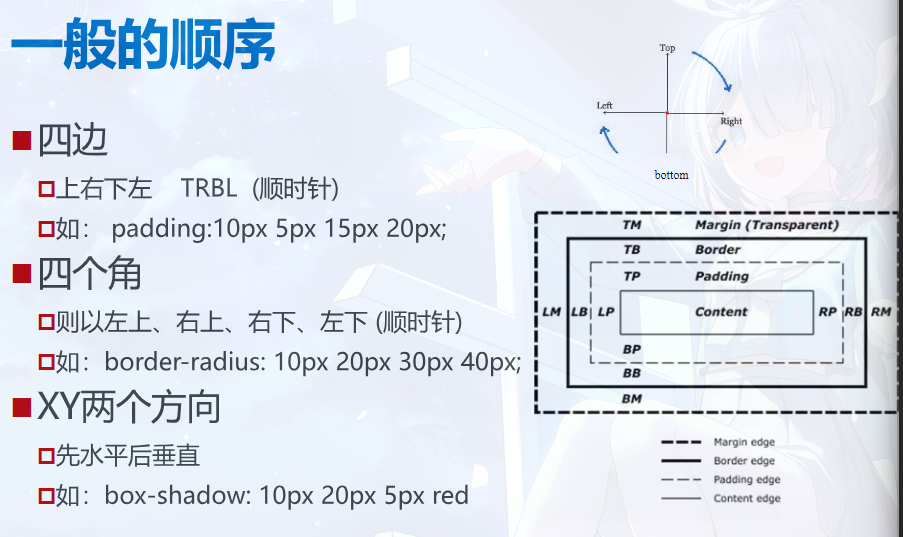 一般的顺序
四边
上右下左 TRBL (顺时针)
如： padding:10px 5px 15px 20px;
四个角
则以左上、右上、右下、左下 (顺时针)
如：border-radius: 10px 20px 30px 40px;
XY两个方向
先水平后垂直
如：box-shadow: 10px 20px 5px red
Top
Left
Right
bottom
TM Margin (Transparent)
TB Border
TP Padding
LM LB LP Content RP RB RM
BP
BB
BM
Margin edge
Border edge
Padding edge
Content edge